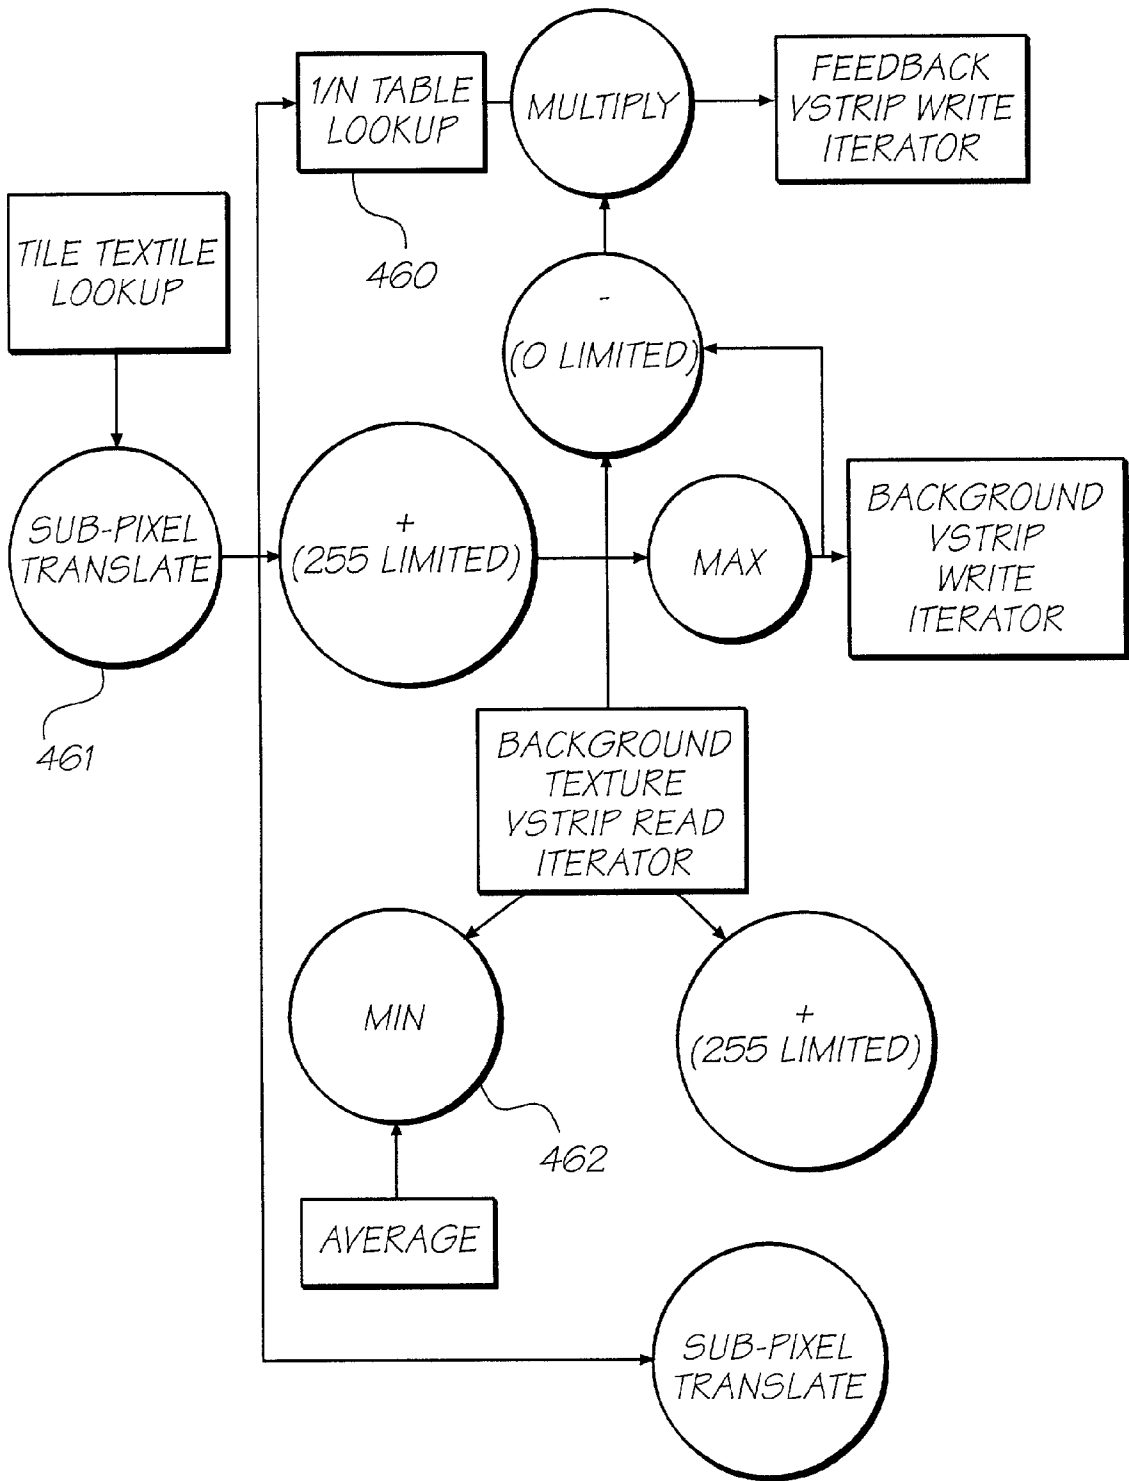 1/N TABLE
LOOKUP
MULTIPLY
FEEDBACK
VSTRIP WRITE
ITERATOR
460
TILE TEXTILE
LOOKUP
-
(0 LIMITED)
SUB-PIXEL
TRANSLATE
461
+
(255 LIMITED)
MAX
BACKGROUND
VSTRIP
WRITE
ITERATOR
BACKGROUND
TEXTURE
VSTRIP READ
ITERATOR
MIN
462
+
(255 LIMITED)
AVERAGE
SUB-PIXEL
TRANSLATE